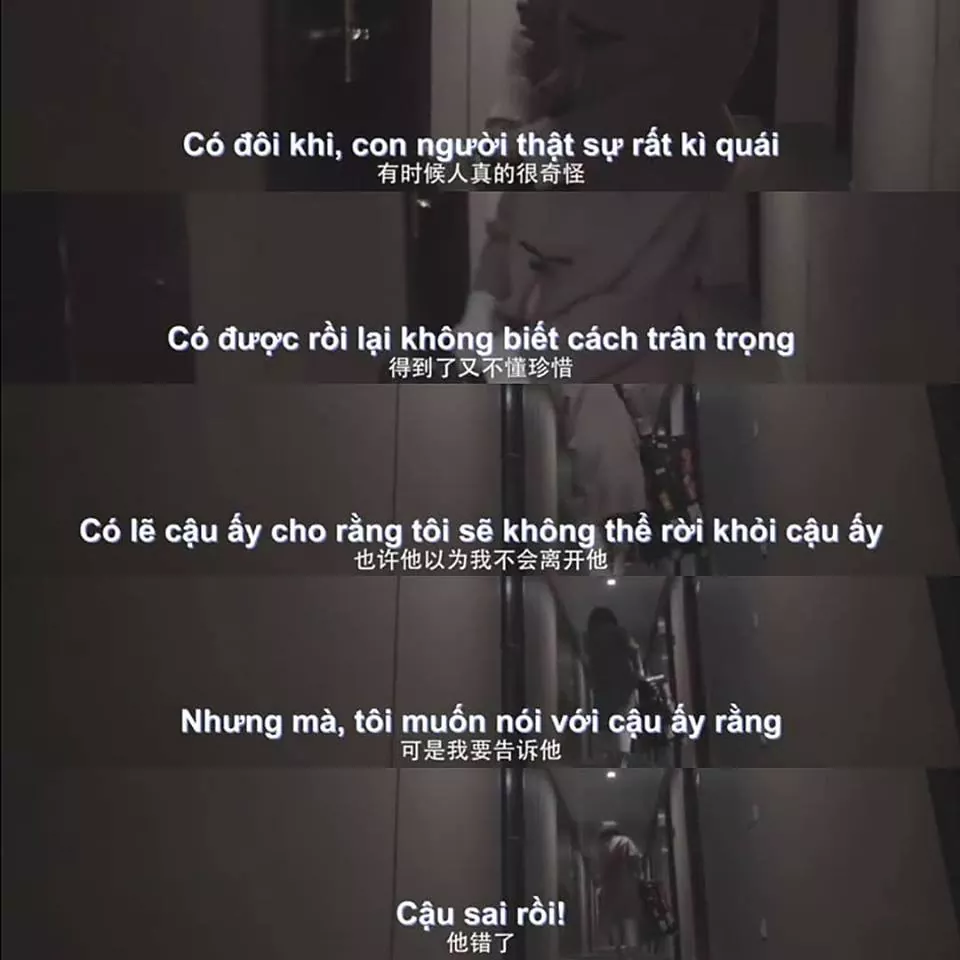 Có đôi khi, con người thật sự rất kì quái
有时候人真的很奇怪
Có được rồi lại không biết cách trân trọng
得到了又不懂珍惜
Có lẽ cậu ấy cho rằng tôi sẽ không thể rời khỏi cậu ấy
也许他以为我不会离开他
Nhưng mà, tôi muốn nói với cậu ấy rằng
可是我要告诉他
Cậu sai rồi!
他错了